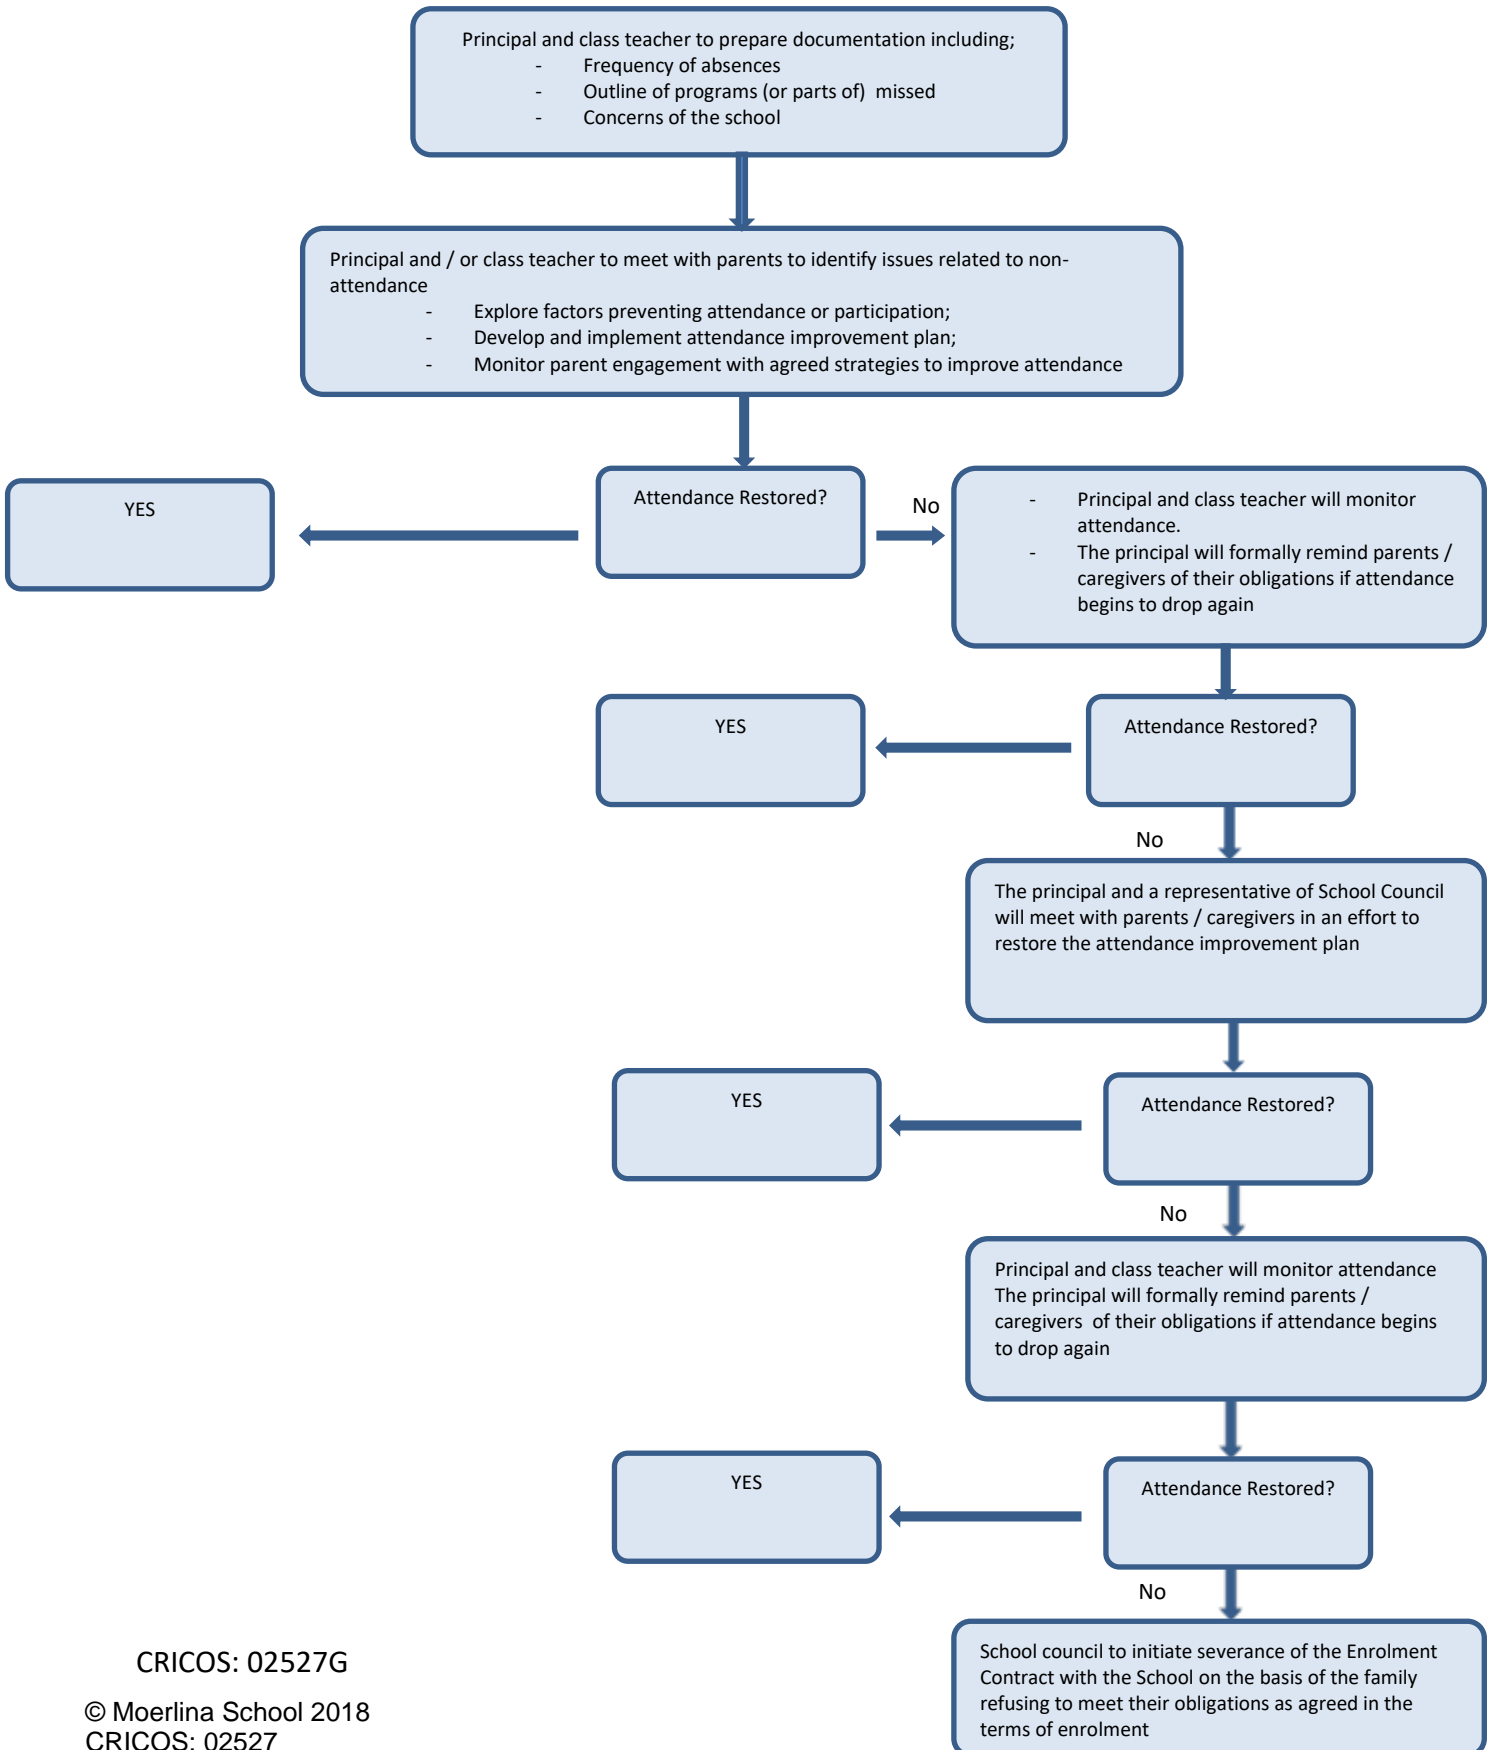 Principal and class teacher to prepare documentation including;
- Frequency of absences
- Outline of programs (or parts of) missed
- Concerns of the school
Principal and / or class teacher to meet with parents to identify issues related to non-
attendance
- Explore factors preventing attendance or participation;
- Develop and implement attendance improvement plan;
- Monitor parent engagement with agreed strategies to improve attendance
YES
Attendance Restored?
No
- Principal and class teacher will monitor
attendance.
- The principal will formally remind parents /
caregivers of their obligations if attendance
begins to drop again
YES
Attendance Restored?
No
The principal and a representative of School Council
will meet with parents / caregivers in an effort to
restore the attendance improvement plan
YES
Attendance Restored?
No
Principal and class teacher will monitor attendance
The principal will formally remind parents /
caregivers of their obligations if attendance begins
to drop again
YES
Attendance Restored?
No
School council to initiate severance of the Enrolment
Contract with the School on the basis of the family
refusing to meet their obligations as agreed in the
terms of enrolment
CRICOS: 02527G
© Moerlina School 2018
CRICOS: 02527